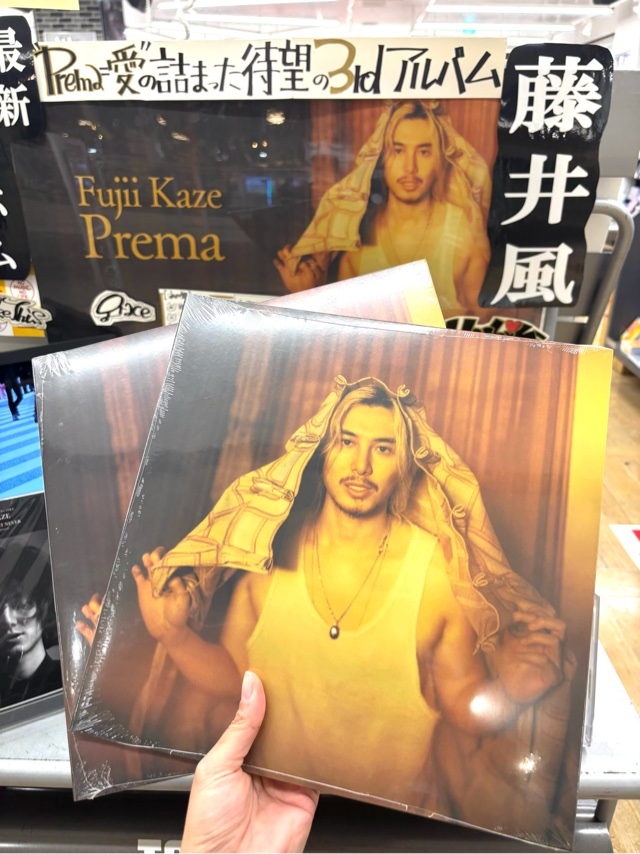 最新
"Prema=愛"の詰まった待望の3rdアルバム
藤井風
Fujii Kaze
Prema
grace